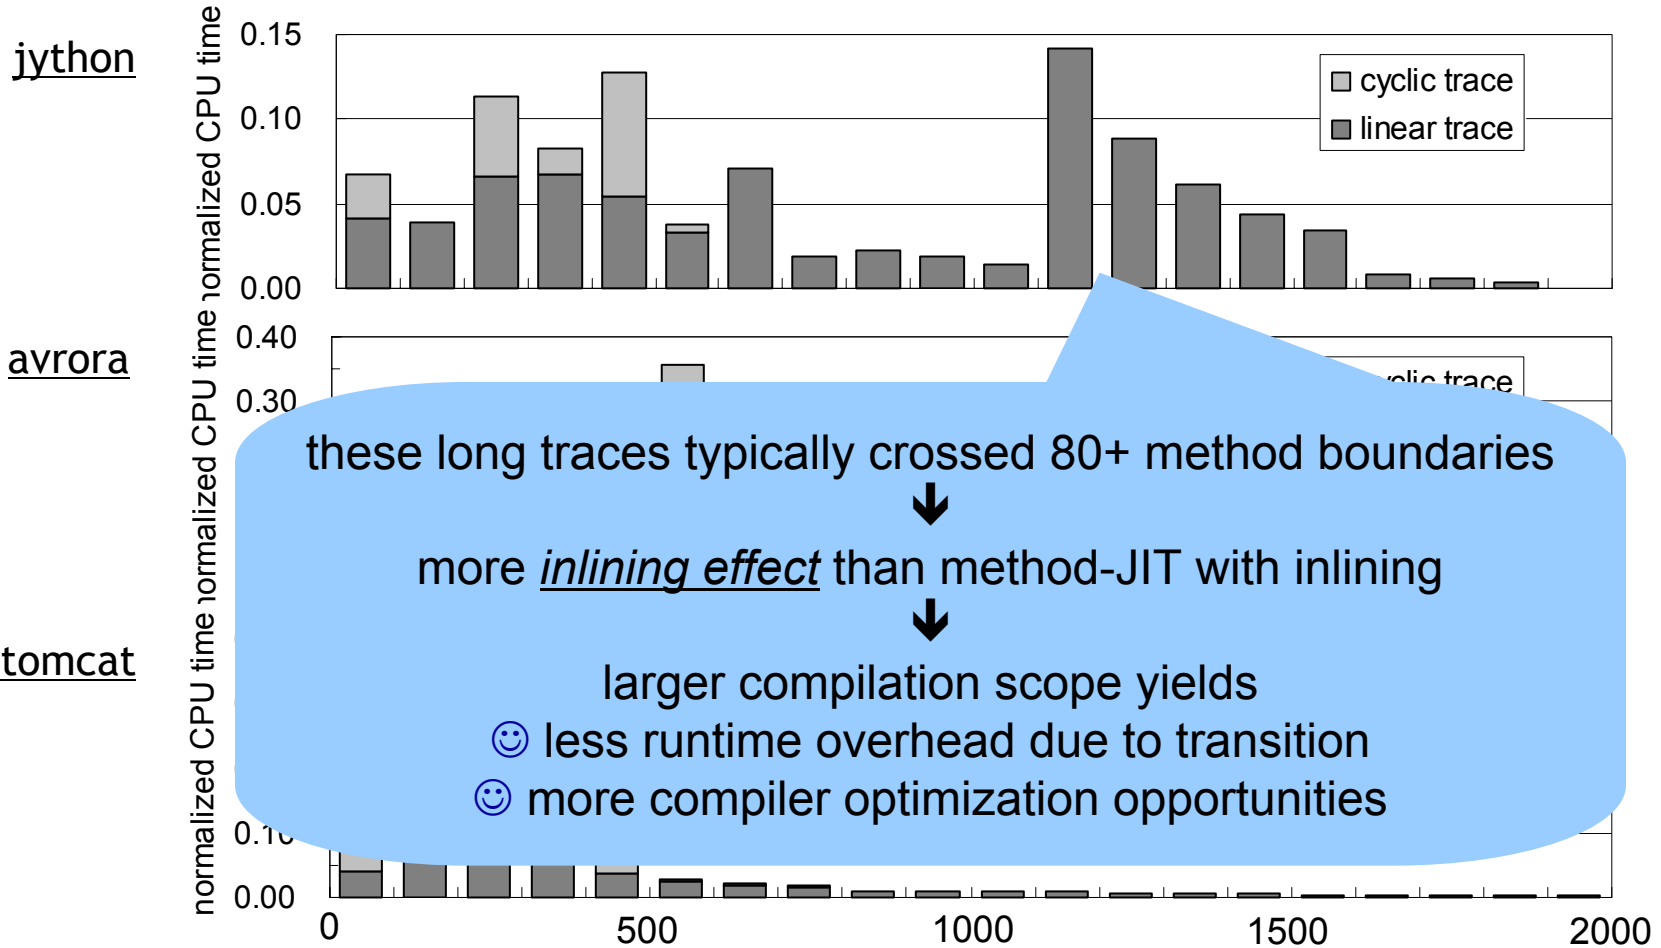 jython
normalized CPU time
0.15
0.10
0.05
0.00
cyclic trace
linear trace
avrora
normalized CPU time
0.40
0.30
trace
these long traces typically crossed 80+ method boundaries
🡫
more inlining effect than method-JIT with inlining
🡫
larger compilation scope yields
☺ less runtime overhead due to transition
☺ more compiler optimization opportunities
tomcat
normalized CPU time
0.10
0.00
0 500 1000 1500 2000